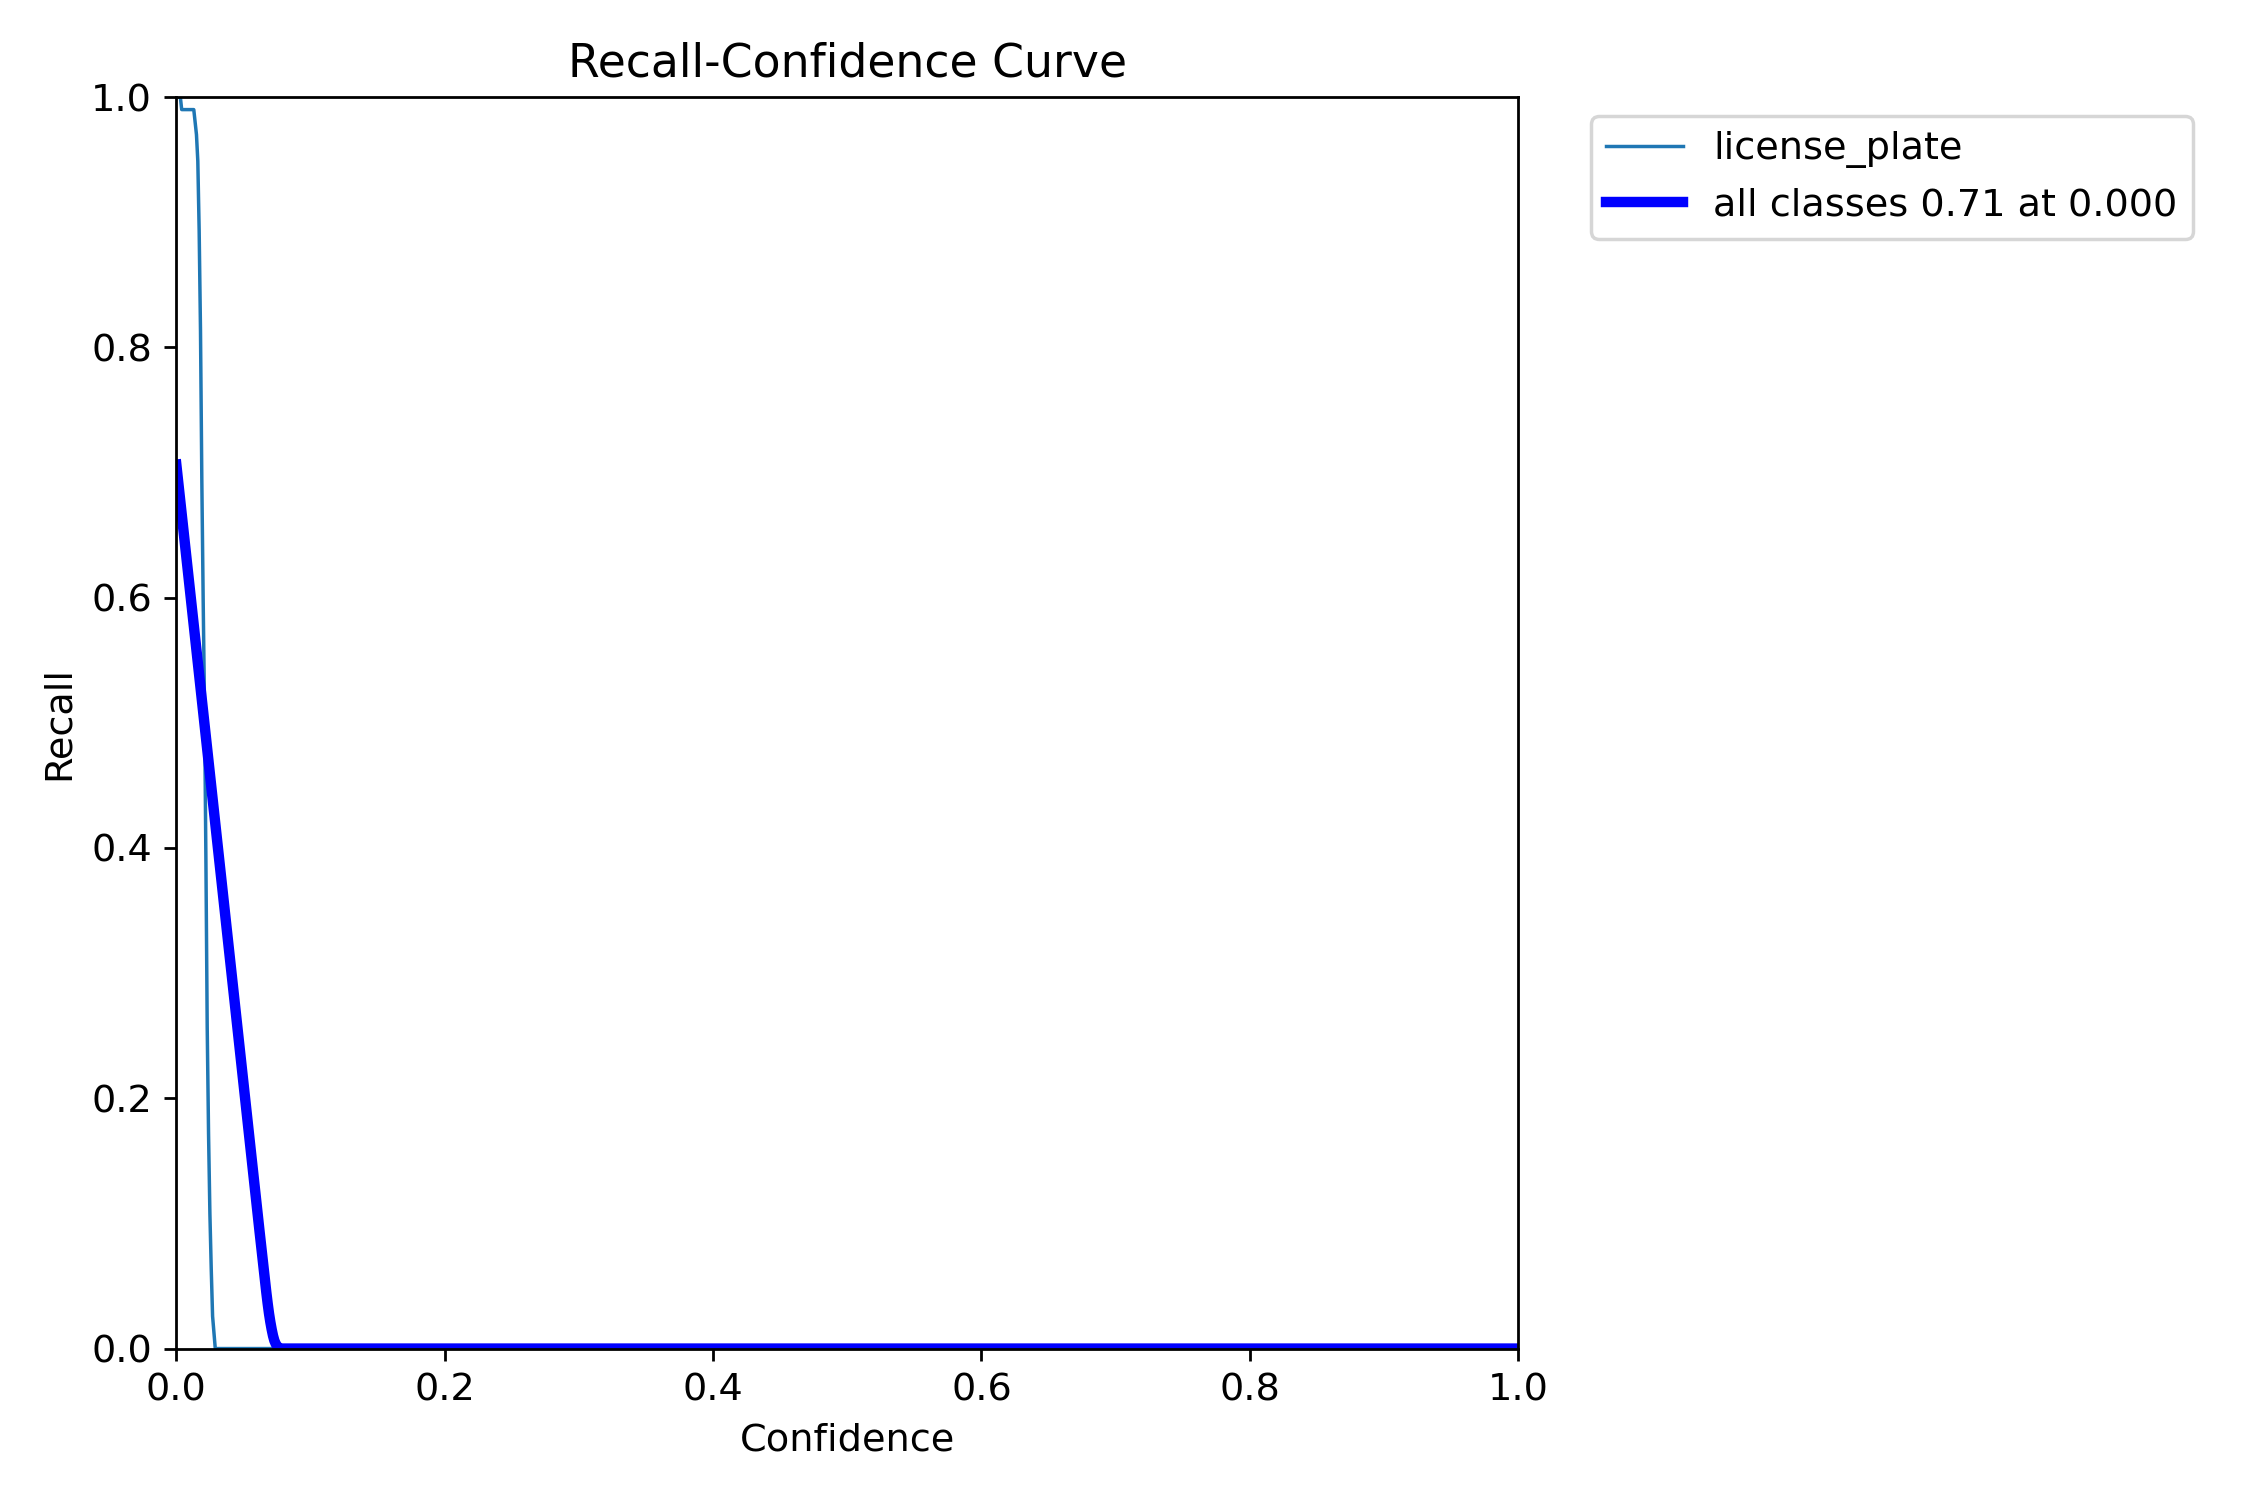 Recall-Confidence Curve
1.0
0.8
0.6
0.4
0.2
0.0
Recall
0.0 0.2 0.4 0.6 0.8 1.0
Confidence
license_plate
all classes 0.71 at 0.000